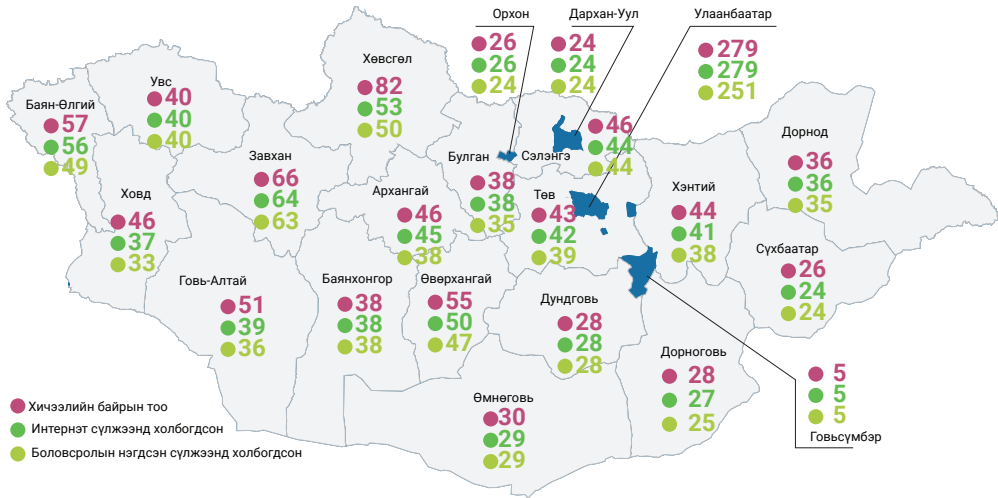 Орхон
26
26
24
Дархан-Уул
24
24
24
Улаанбаатар
279
279
251
Хөвсгөл
82
53
50
Увс
40
40
40
Баян-Өлгий
57
56
49
Завхан
66
64
63
Ховд
46
37
33
Архангай
46
45
38
Булган
38
38
35
Сэлэнгэ
46
44
44
Төв
43
42
39
Хэнтий
44
41
38
Дорнод
36
36
35
Сүхбаатар
26
24
24
Говь-Алтай
51
39
36
Баянхонгор
38
38
38
Өвөрхангай
55
50
47
Дундговь
28
28
28
Дорноговь
28
27
25
Өмнөговь
30
29
29
5
5
5
Говьсүмбэр
Хичээлийн байрын тоо
Интернэт сүлжээнд холбогдсон
Боловсролын нэгдсэн сүлжээнд холбогдсон